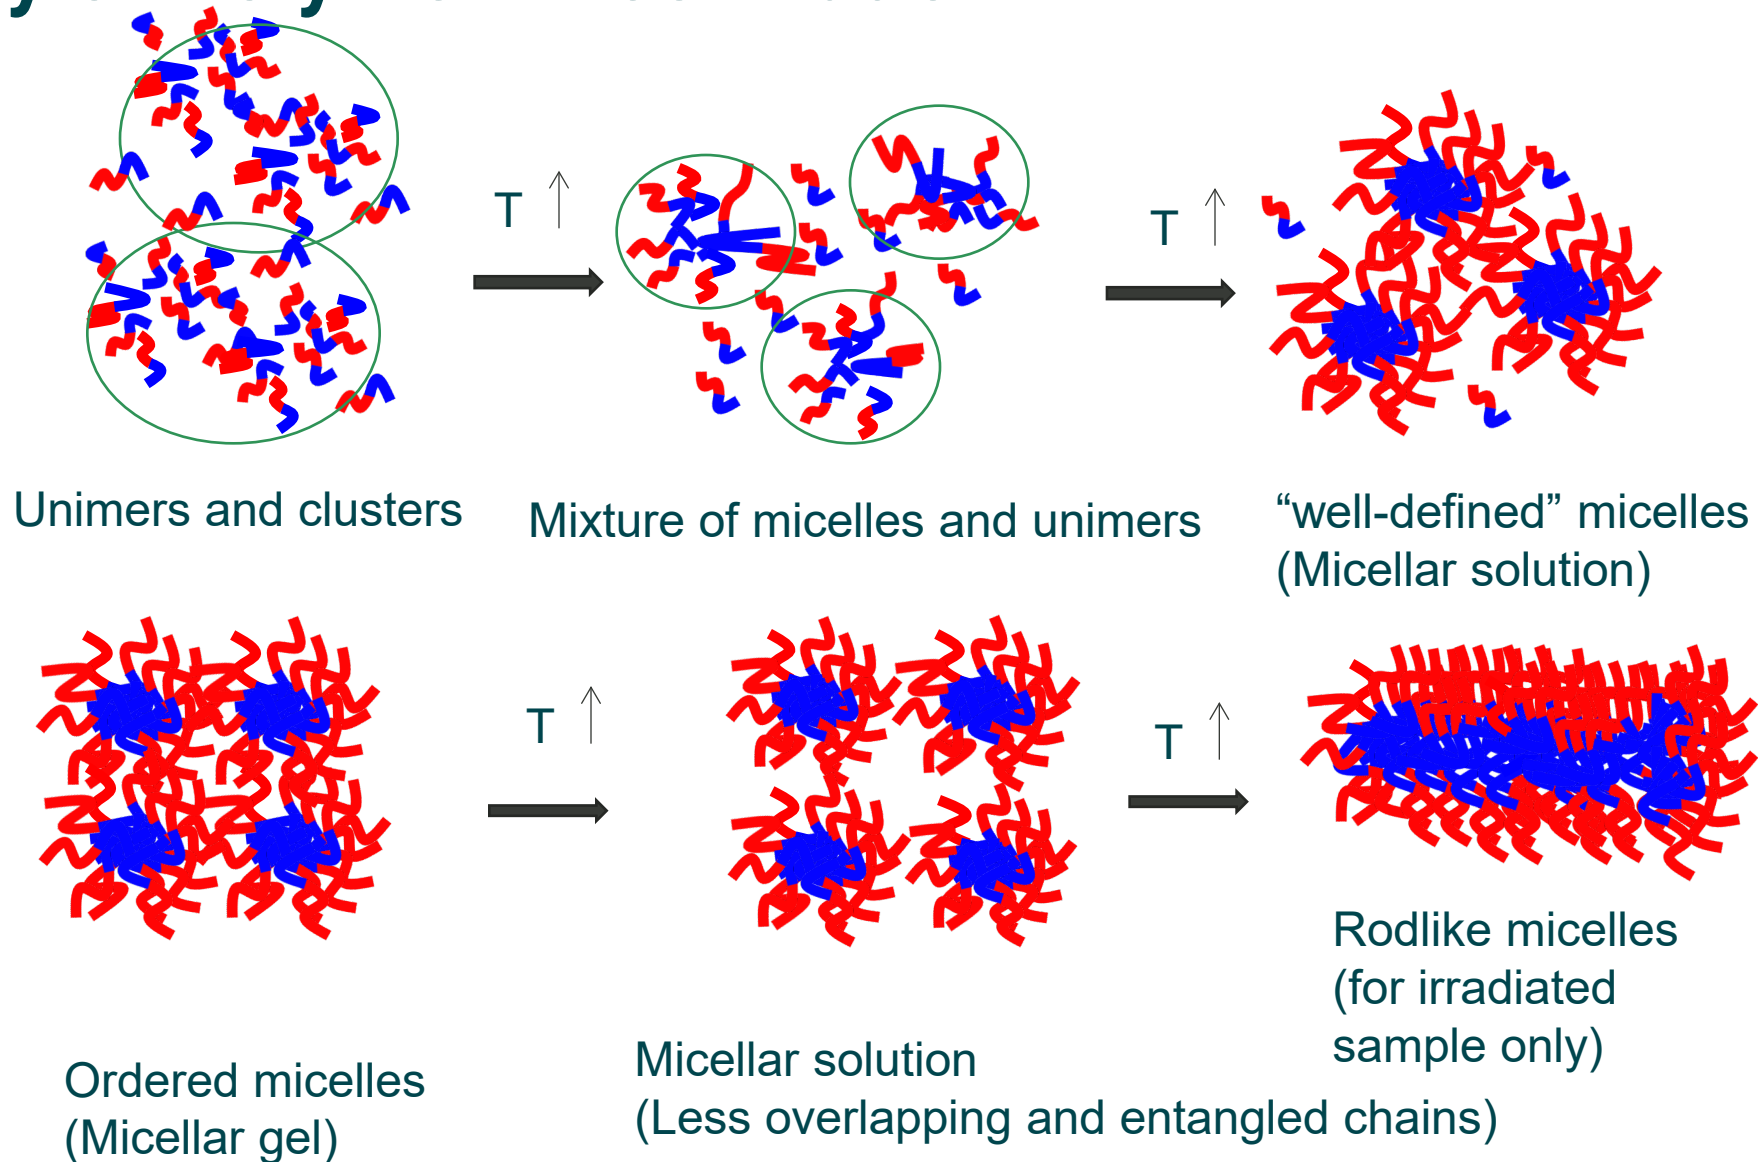 T ↑
T ↑
Unimers and clusters
Mixture of micelles and unimers
“well-defined” micelles
(Micellar solution)
T ↑
T ↑
Ordered micelles
(Micellar gel)
Micellar solution
(Less overlapping and entangled chains)
Rodlike micelles
(for irradiated
sample only)